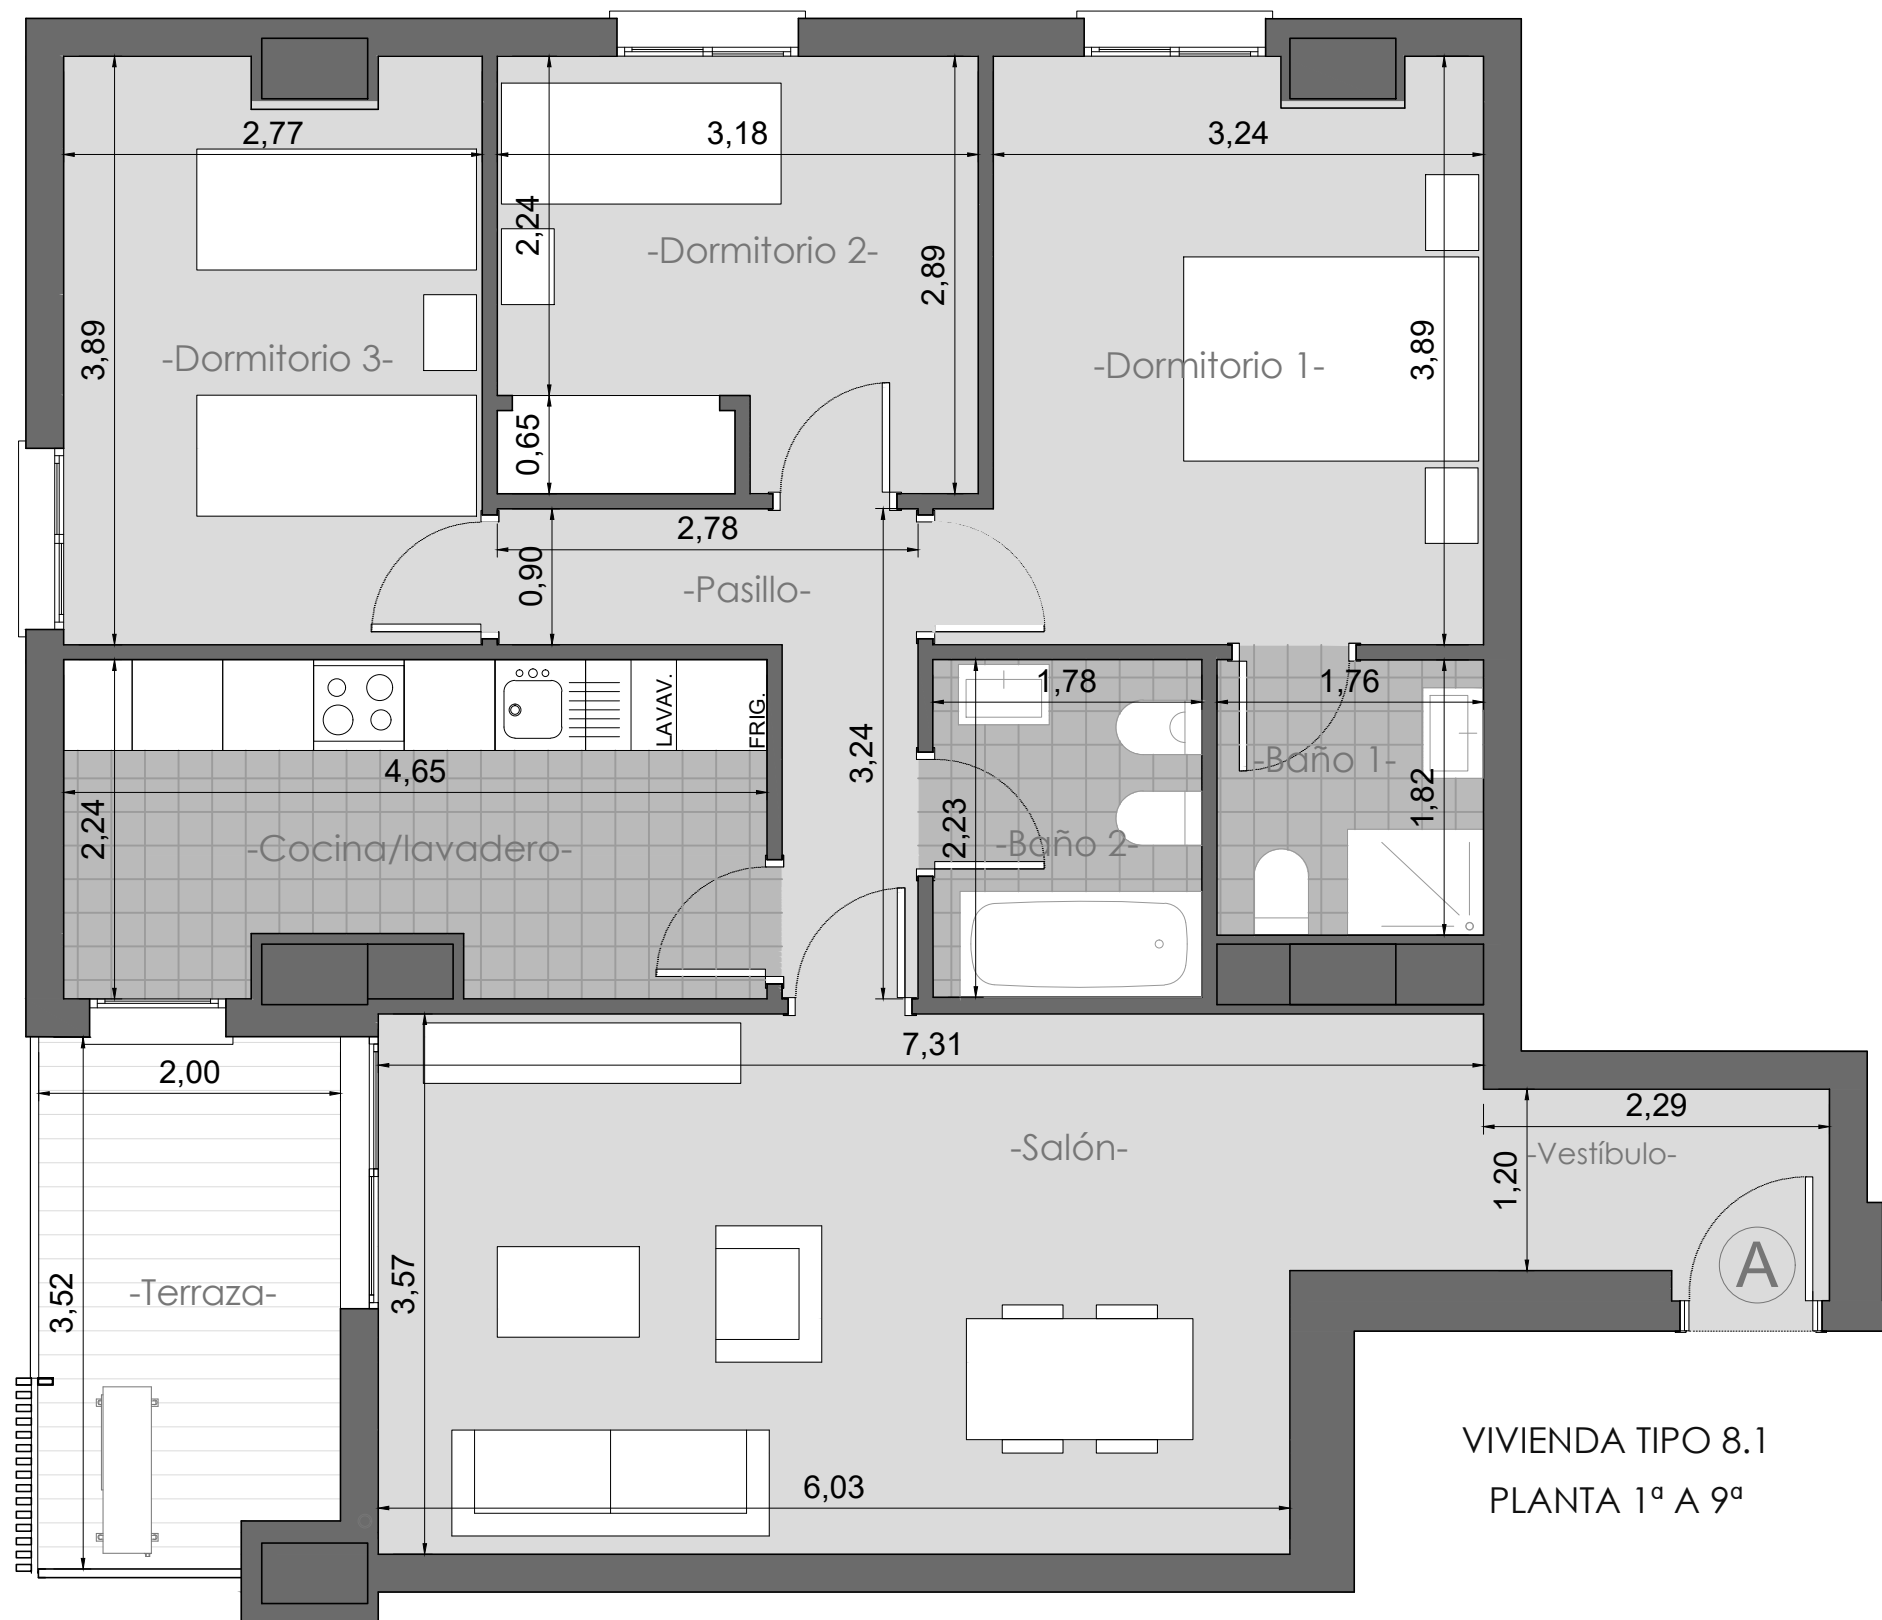 2,77
3,18
3,24
2,24
-Dormitorio 2-
2,89
3,89
-Dormitorio 3-
-Dormitorio 1-
3,89
0,65
2,78
0,90
-Pasillo-
LAVAV.
FRIG.
1,78
1,76
4,65
3,24
-Baño 1-
1,82
2,24
-Cocina/lavadero-
2,23
-Baño 2-
7,31
2,00
2,29
-Salón-
-Vestíbulo-
1,20
3,52
-Terraza-
3,57
A
6,03
VIVIENDA TIPO 8.1
PLANTA 1ª A 9ª